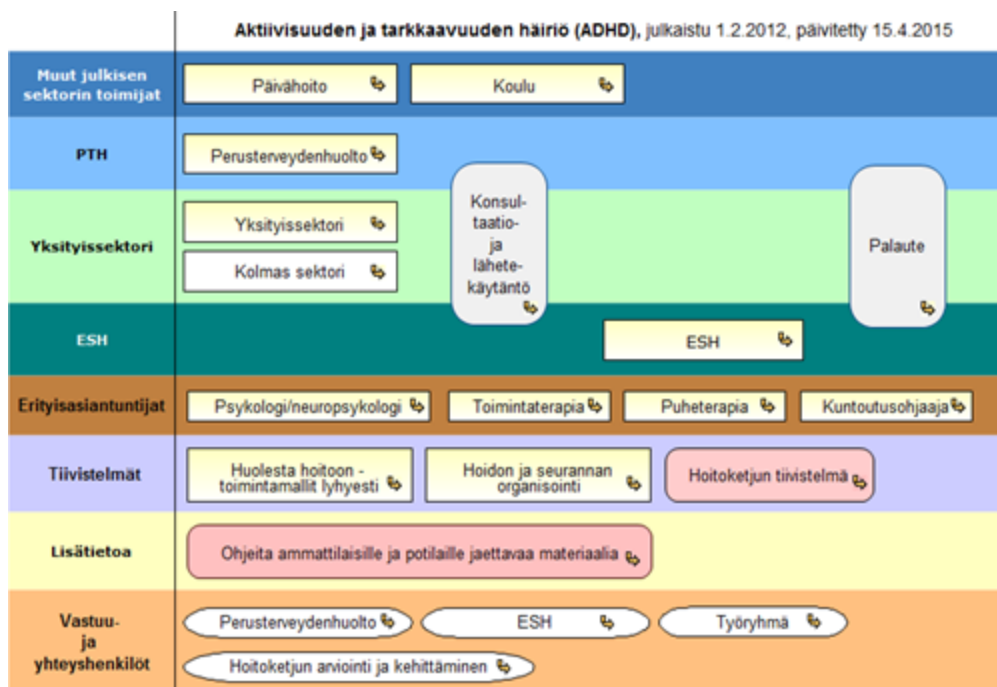 Aktiivisuuden ja tarkkaavuuden häiriö (ADHD), julkaistu 1.2.2012, päivitetty 15.4.2015
Muut julkisen
sektorin toimijat
Päivähoito
Koulu
PTH
Perusterveydenhuolto
Yksityissektori
Yksityissektori
Kolmas sektori
Konsul-
taatio-
ja
lähete-
käytäntö
Palaute
ESH
ESH
Erityisasiantuntijat
Psykologi/neuropsykologi
Toimintaterapia
Puheterapia
Kuntoutusohjaaja
Tiivistelmät
Huolesta hoitoon -
toimintamallit lyhyesti
Hoidon ja seurannan
organisointi
Hoitoketjun tiivistelmä
Lisätietoa
Ohjeita ammattilaisille ja potilaille jaettavaa materiaalia
Vastuu-
ja
yhteyshenkilöt
Perusterveydenhuolto
ESH
Työryhmä
Hoitoketjun arviointi ja kehittäminen